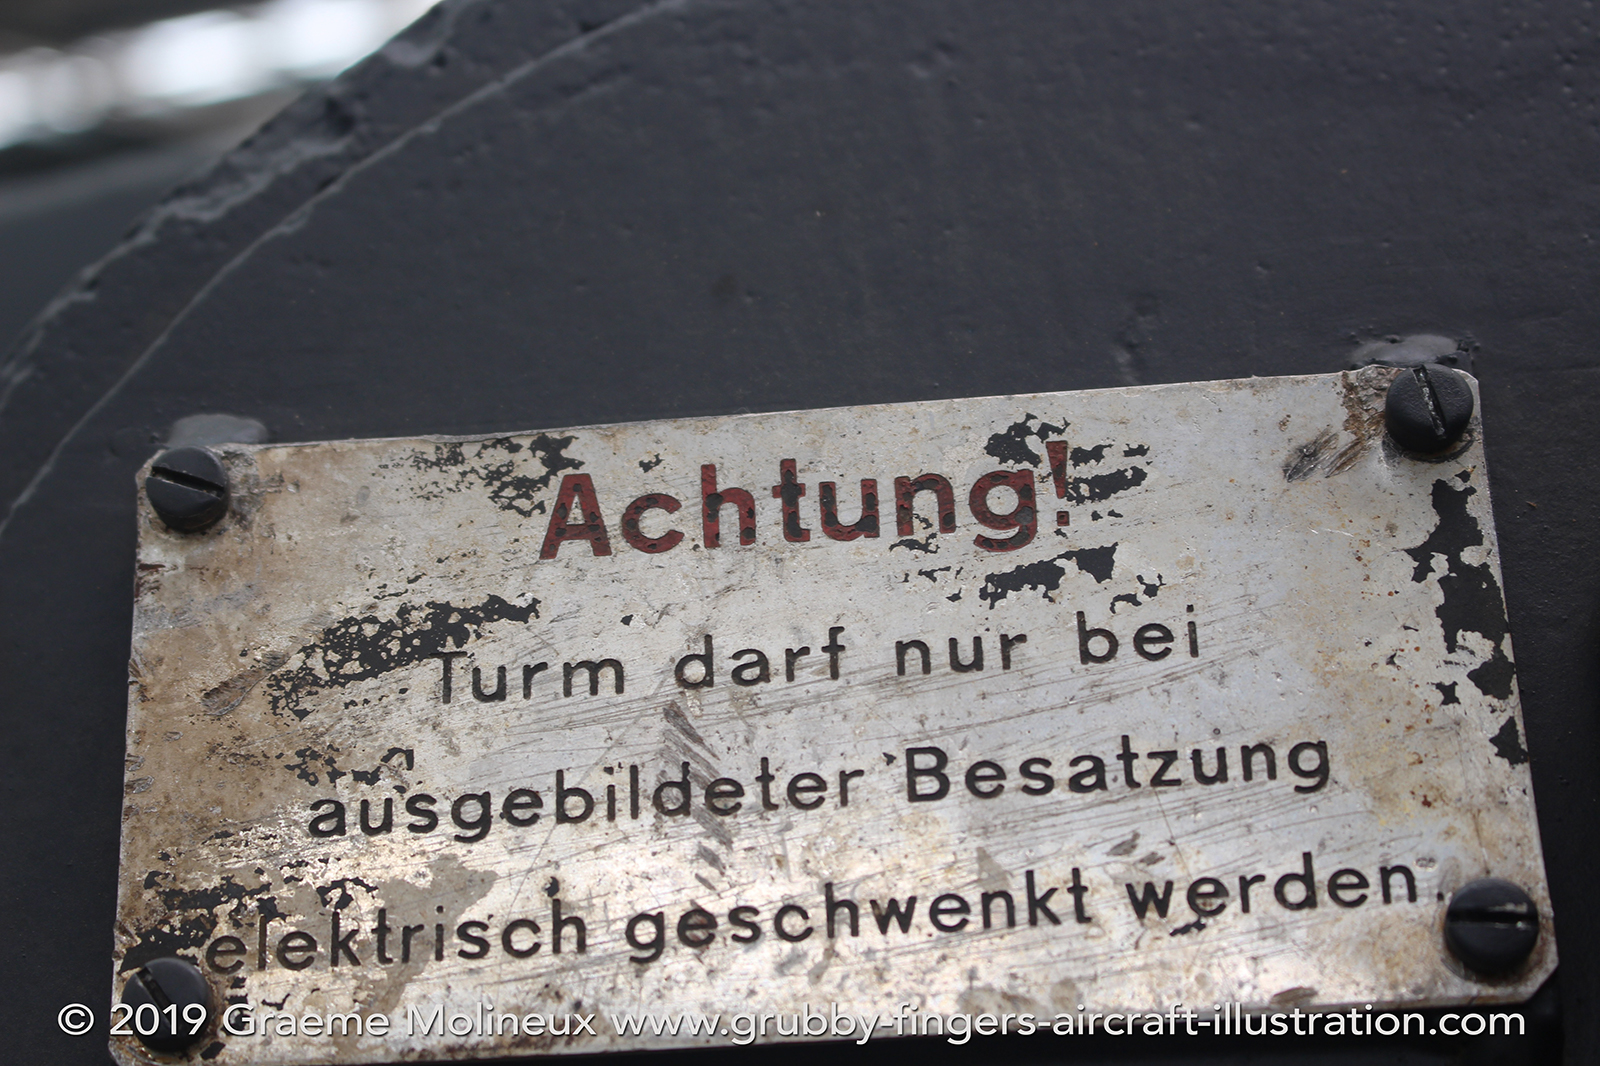 Achtung!
Turm darf nur bei
ausgebildeter Besatzung
elektrisch geschwenkt werden.
© 2019 Graeme Molineux www.grubby-fingers-aircraft-illustration.com